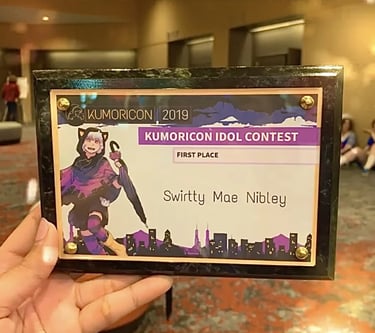 KUMORICON 2019
KUMORICON IDOL CONTEST
FIRST PLACE
Swirtty Mae Nibley